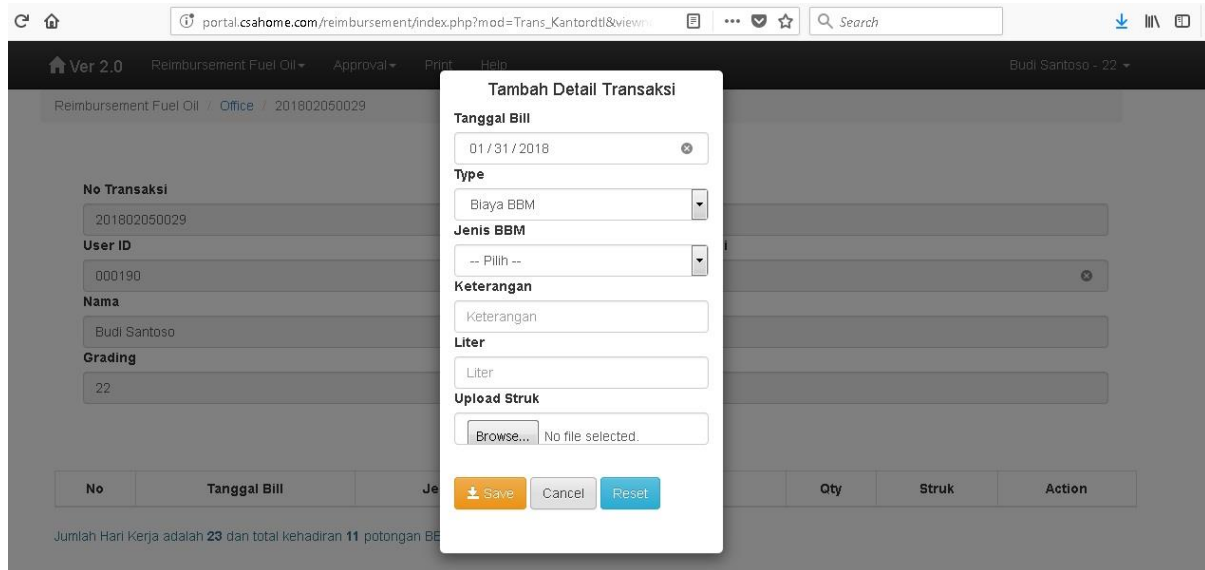 portal.csahome.com/reimbursement/index.php?mod=Trans_Kantordtl&view
Search
Ver 2.0 Reimbursement Fuel Oil Approval Print Help Budi Santoso - 22
Reimbursement Fuel Oil / Office / 201802050029
Tambah Detail Transaksi
Tanggal Bill
01 / 31 / 2018
Type
Biaya BBM
Jenis BBM
-- Pilih --
Keterangan
Keterangan
Liter
Liter
Upload Struk
Browse... No file selected.
Save Cancel Reset
No Transaksi
201802050029
User ID
000190
Nama
Budi Santoso
Grading
22
No Tanggal Bill Je Qty Struk Action
Jumlah Hari Kerja adalah 23 dan total kehadiran 11 potongan BB